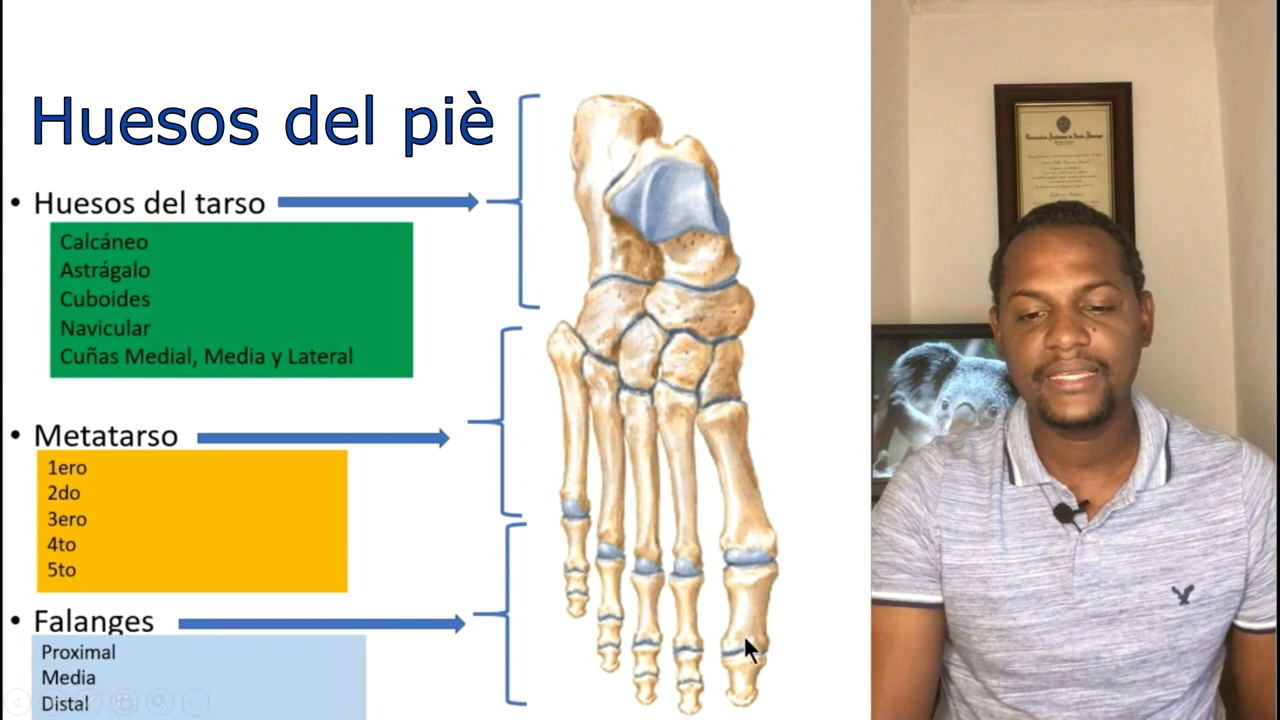 Huesos del piè
• Huesos del tarso
Calcáneo
Astrágalo
Cuboides
Navicular
Cuñas Medial, Media y Lateral
• Metatarso
1ero
2do
3ero
4to
5to
• Falanges
Proximal
Media
Distal